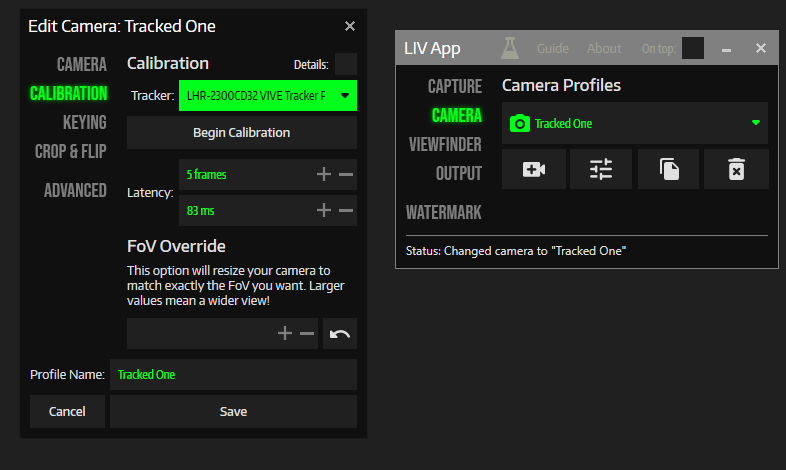 Edit Camera: Tracked One
CAMERA
CALIBRATION
KEYING
CROP & FLIP
ADVANCED
Calibration
Details:
Tracker:
LHR-2300CD32 VIVE Tracker F
Begin Calibration
Latency:
5 frames
83 ms
FoV Override
This option will resize your camera to
match exactly the FoV you want. Larger
values mean a wider view!
Profile Name:
Tracked One
Cancel
Save
LIV App
Guide
About
On top:
CAPTURE
CAMERA
VIEWFINDER
OUTPUT
WATERMARK
Camera Profiles
Tracked One
Status: Changed camera to "Tracked One"